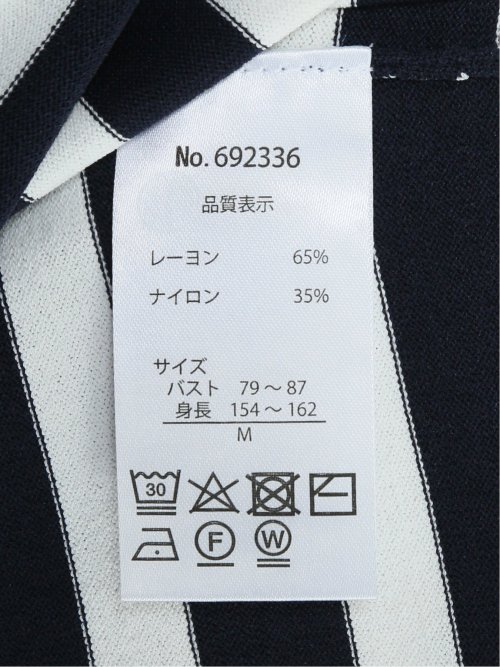 No. 692336
品質表示
レーヨン 65%
ナイロン 35%
サイズ
バスト 79～87
身長 154～162
M
30
F W